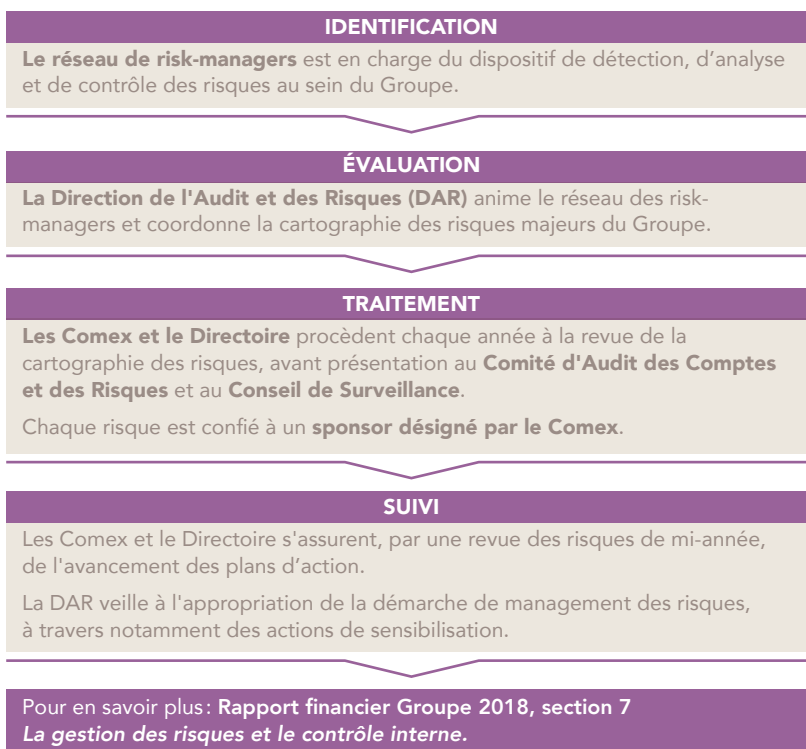 IDENTIFICATION
Le réseau de risk-managers est en charge du dispositif de détection, d'analyse
et de contrôle des risques au sein du Groupe.
ÉVALUATION
La Direction de l'Audit et des Risques (DAR) anime le réseau des risk-
managers et coordonne la cartographie des risques majeurs du Groupe.
TRAITEMENT
Les Comex et le Directoire procèdent chaque année à la revue de la
cartographie des risques, avant présentation au Comité d'Audit des Comptes
et des Risques et au Conseil de Surveillance.
Chaque risque est confié à un sponsor désigné par le Comex.
SUIVI
Les Comex et le Directoire s'assurent, par une revue des risques de mi-année,
de l'avancement des plans d'action.
La DAR veille à l'appropriation de la démarche de management des risques,
à travers notamment des actions de sensibilisation.
Pour en savoir plus : Rapport financier Groupe 2018, section 7
La gestion des risques et le contrôle interne.